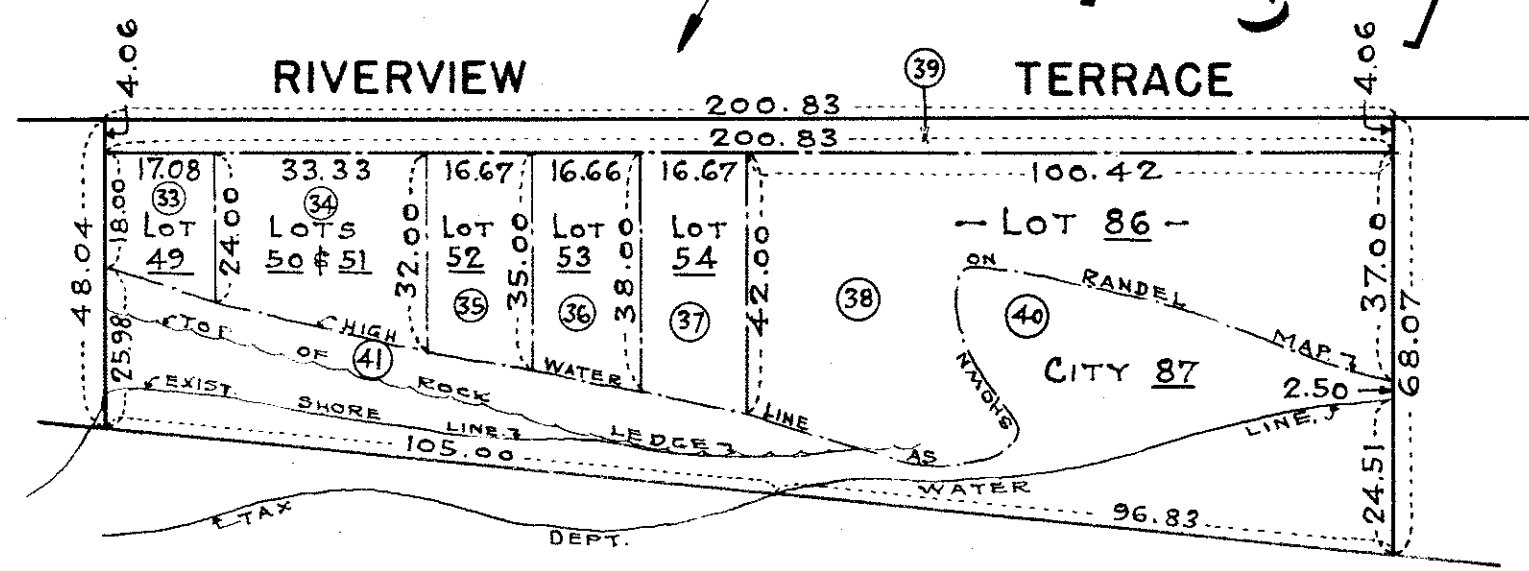 RIVERVIEW TERRACE
4.06
39
4.06
200.83
200.83
17.08
33.33
16.67
16.66
16.67
100.42
33
34
LOT
49
LOTS
50 & 51
LOT
52
LOT
53
LOT
54
- LOT 86 -
48.04
18.00
24.00
32.00
35.00
38.00
42.00
37.00
68.07
35
36
37
38
40
CITY 87
2.50
25.98
41
HIGH WATER LINE AS SHOWN ON RANDEL MAP
TOP OF ROCK LEDGE
EXIST. SHORE LINE
105.00
96.83
24.51
TAX DEPT. WATER LINE